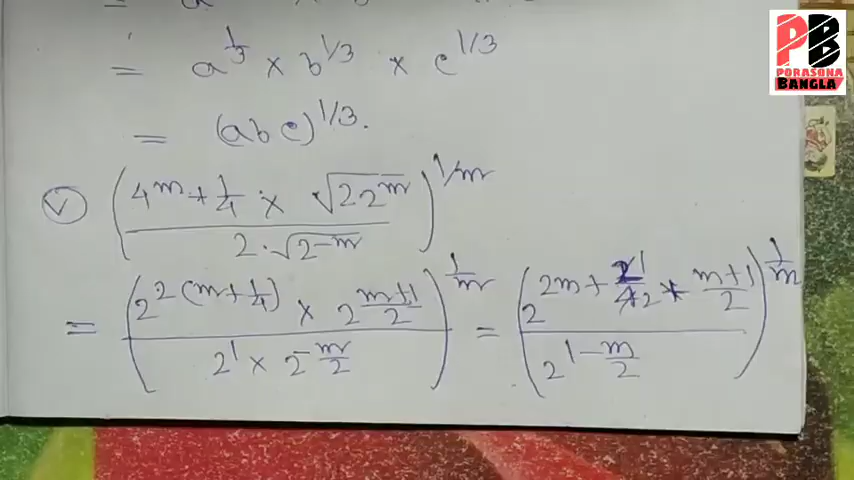 PB
PORASONA
BANGLA
= a^{1/3} × b^{1/3} × c^{1/3}
= (abc)^{1/3}.
(v) ((4^{m+1/4} × √(2 2^m)) / (2·√(2^{-m})))^{1/m}
= ((2^{2(m+1/4)} × 2^{(m+1)/2}) / (2^1 × 2^{-m/2}))^{1/m} = ((2^{2m + 1/2 + (m+1)/2}) / (2^{1-m/2}))^{1/m}